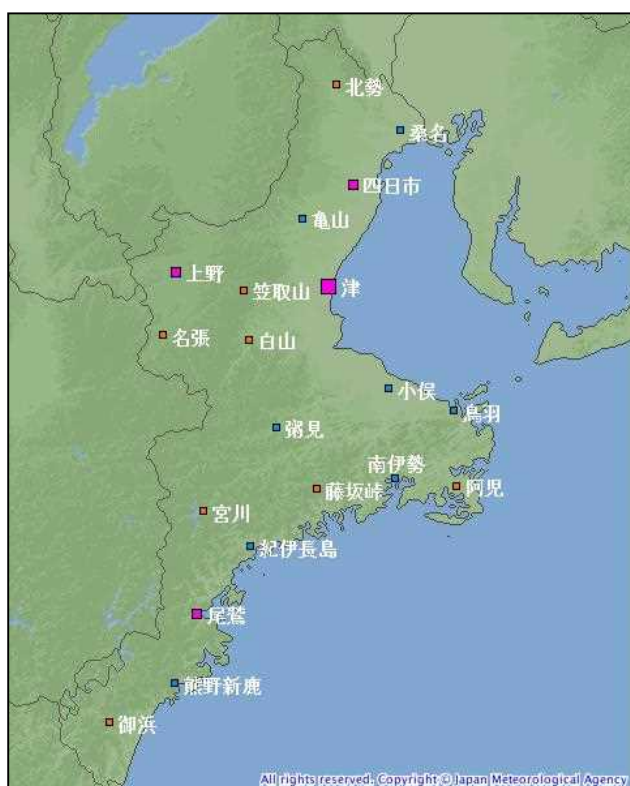 北勢
桑名
四日市
亀山
上野
笠取山
津
名張
白山
小俣
鳥羽
粥見
南伊勢
藤坂峠
阿児
宮川
紀伊長島
尾鷲
熊野新鹿
御浜
All rights reserved. Copyright © Japan Meteorological Agency